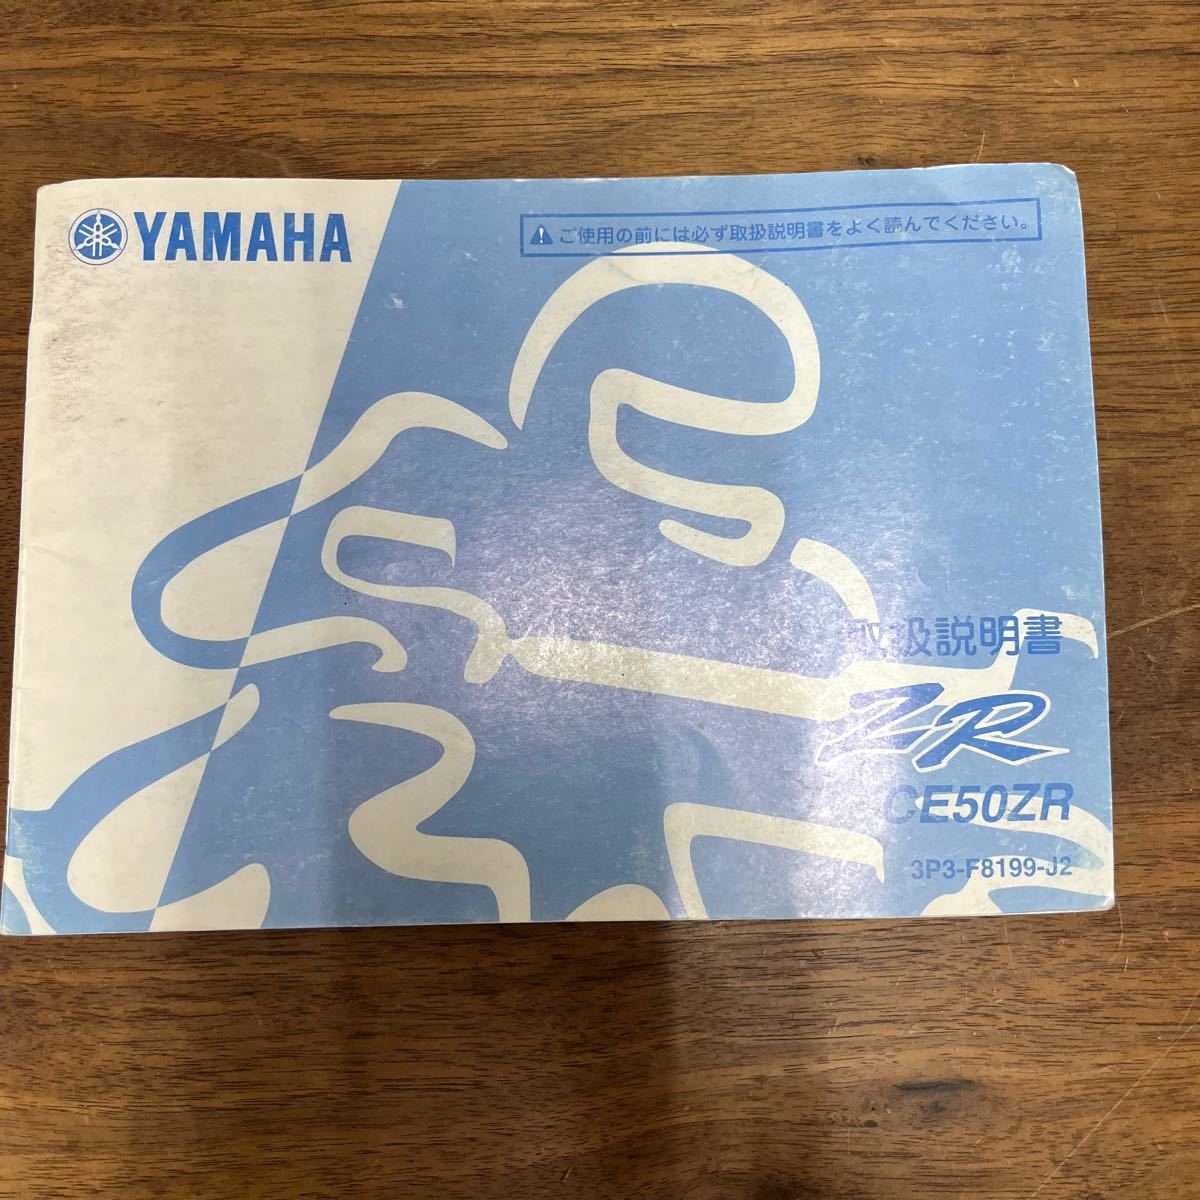 YAMAHA
ご使用の前には必ず取扱説明書をよく読んでください。
取扱説明書
ZR
CE50ZR
3P3-F8199-J2